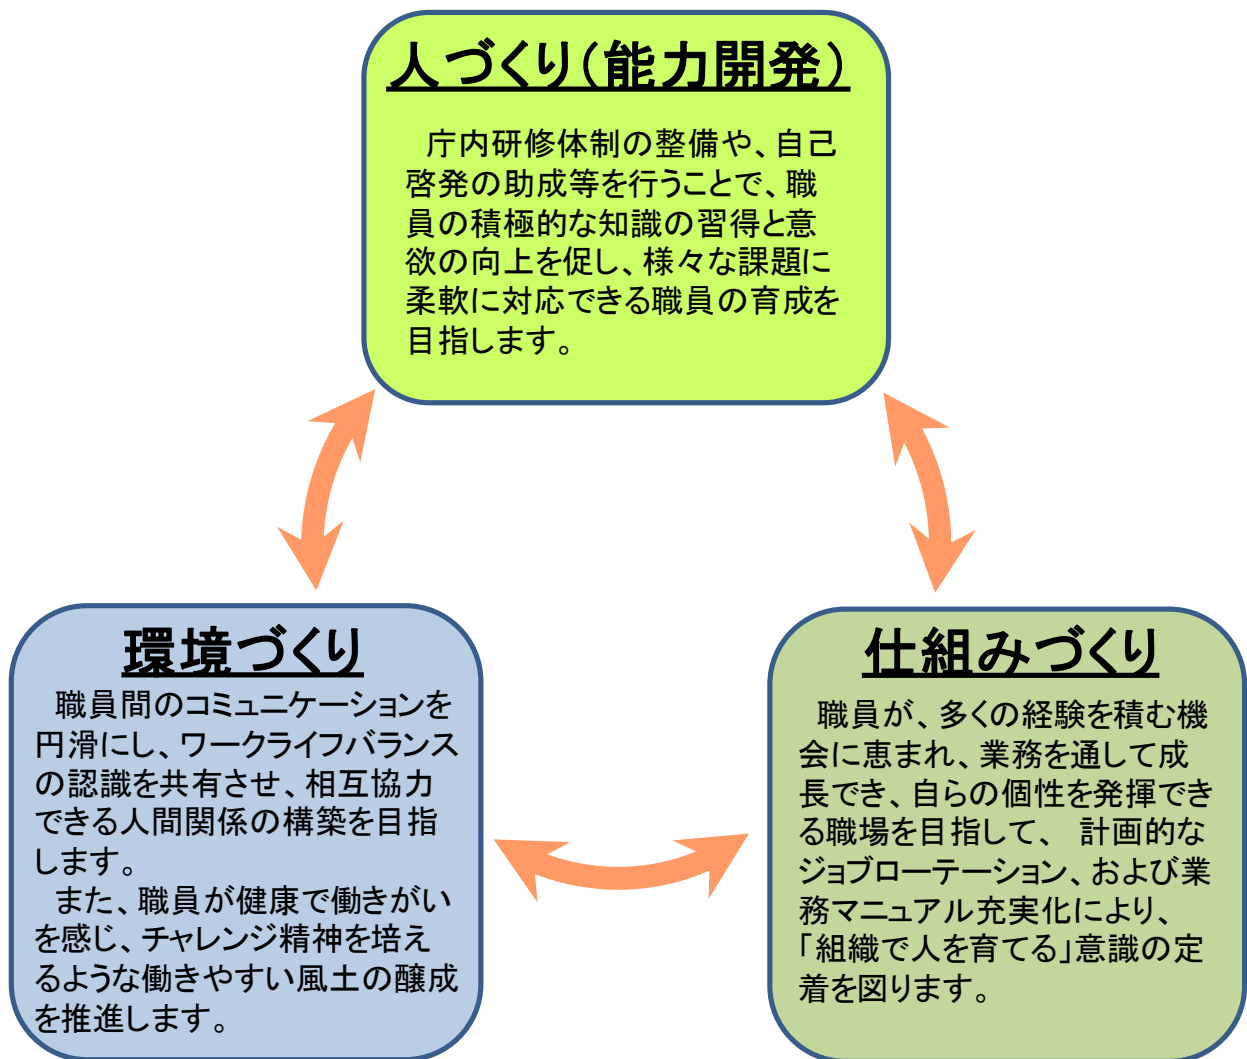 人づくり（能力開発）
庁内研修体制の整備や、自己
啓発の助成等を行うことで、職
員の積極的な知識の習得と意
欲の向上を促し、様々な課題に
柔軟に対応できる職員の育成を
目指します。
環境づくり
職員間のコミュニケーションを
円滑にし、ワークライフバランス
の認識を共有させ、相互協力
できる人間関係の構築を目指
します。
また、職員が健康で働きがい
を感じ、チャレンジ精神を培え
るような働きやすい風土の醸成
を推進します。
仕組みづくり
職員が、多くの経験を積む機
会に恵まれ、業務を通して成
長でき、自らの個性を発揮でき
る職場を目指して、 計画的な
ジョブローテーション、および業
務マニュアル充実化により、
「組織で人を育てる」意識の定
着を図ります。